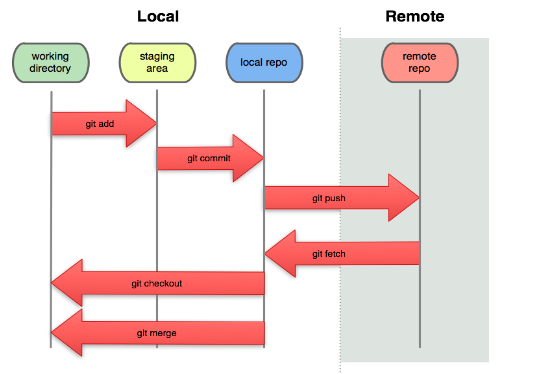 Local
Remote
working
directory
staging
area
local repo
remote
repo
git add
git commit
git push
git fetch
git checkout
git merge